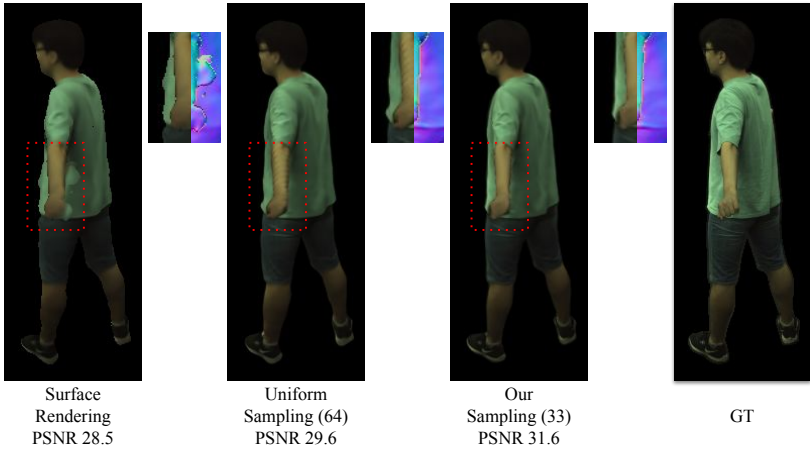 Surface
Rendering
PSNR 28.5
Uniform
Sampling (64)
PSNR 29.6
Our
Sampling (33)
PSNR 31.6
GT